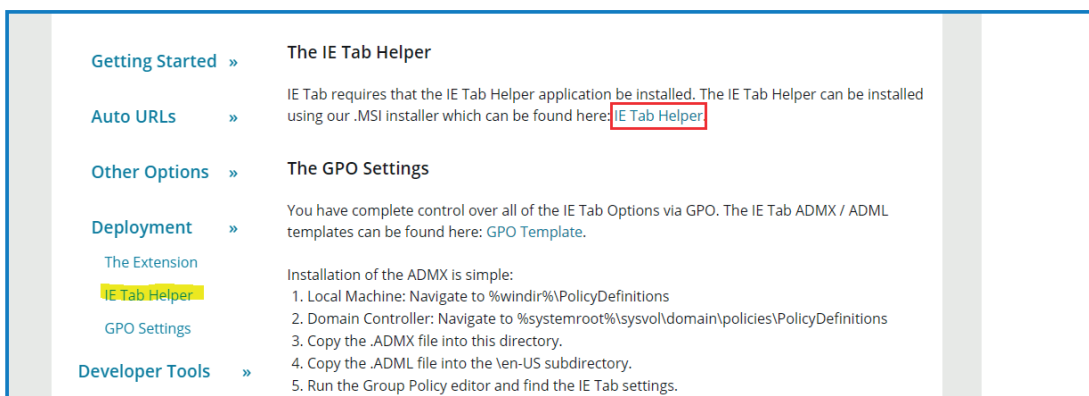 Getting Started »
Auto URLs »
Other Options »
Deployment »
The Extension
IE Tab Helper
GPO Settings
Developer Tools »
The IE Tab Helper
IE Tab requires that the IE Tab Helper application be installed. The IE Tab Helper can be installed
using our .MSI installer which can be found here: IE Tab Helper.
The GPO Settings
You have complete control over all of the IE Tab Options via GPO. The IE Tab ADMX / ADML
templates can be found here: GPO Template.
Installation of the ADMX is simple:
1. Local Machine: Navigate to %windir%\PolicyDefinitions
2. Domain Controller: Navigate to %systemroot%\sysvol\domain\policies\PolicyDefinitions
3. Copy the .ADMX file into this directory.
4. Copy the .ADML file into the \en-US subdirectory.
5. Run the Group Policy editor and find the IE Tab settings.